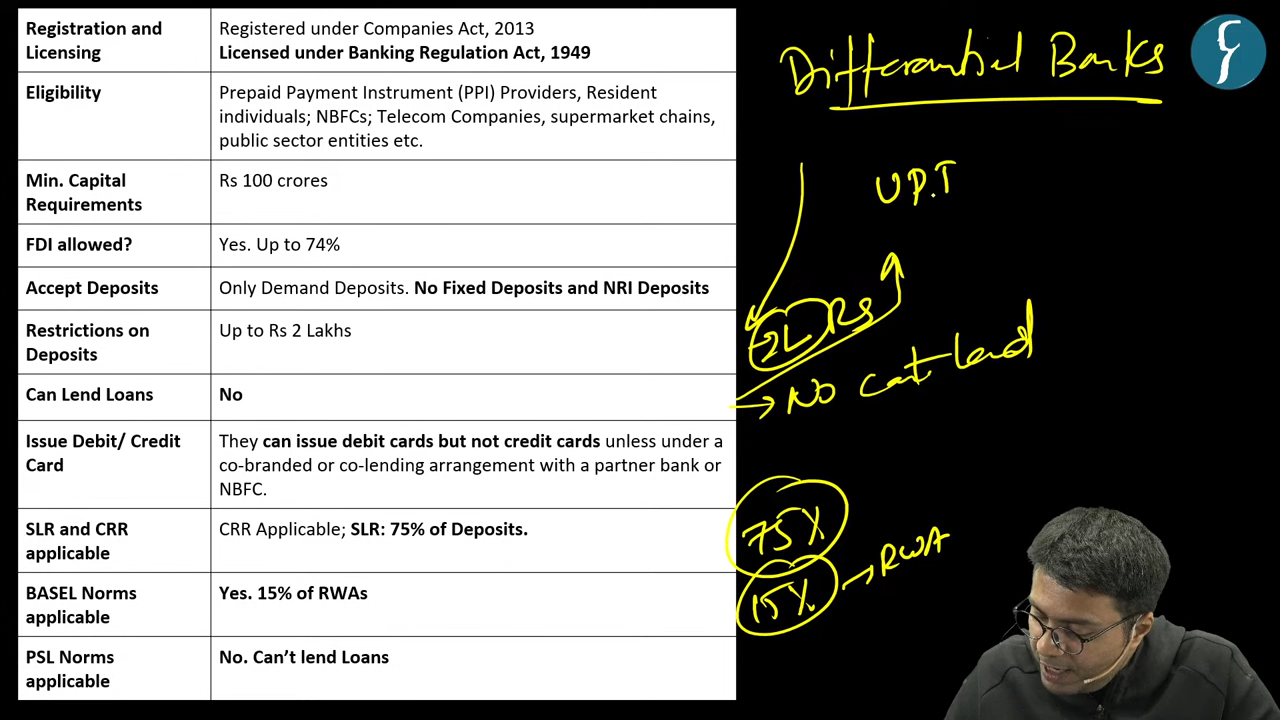 Registration and
Licensing
Registered under Companies Act, 2013
Licensed under Banking Regulation Act, 1949
Eligibility
Prepaid Payment Instrument (PPI) Providers, Resident
individuals; NBFCs; Telecom Companies, supermarket chains,
public sector entities etc.
Min. Capital
Requirements
Rs 100 crores
FDI allowed?
Yes. Up to 74%
Accept Deposits
Only Demand Deposits. No Fixed Deposits and NRI Deposits
Restrictions on
Deposits
Up to Rs 2 Lakhs
Can Lend Loans
No
Issue Debit/ Credit
Card
They can issue debit cards but not credit cards unless under a
co-branded or co-lending arrangement with a partner bank or
NBFC.
SLR and CRR
applicable
CRR Applicable; SLR: 75% of Deposits.
BASEL Norms
applicable
Yes. 15% of RWAs
PSL Norms
applicable
No. Can't lend Loans
Differential Banks
2L Rs
→ No can't lend
75%
15% → RWA